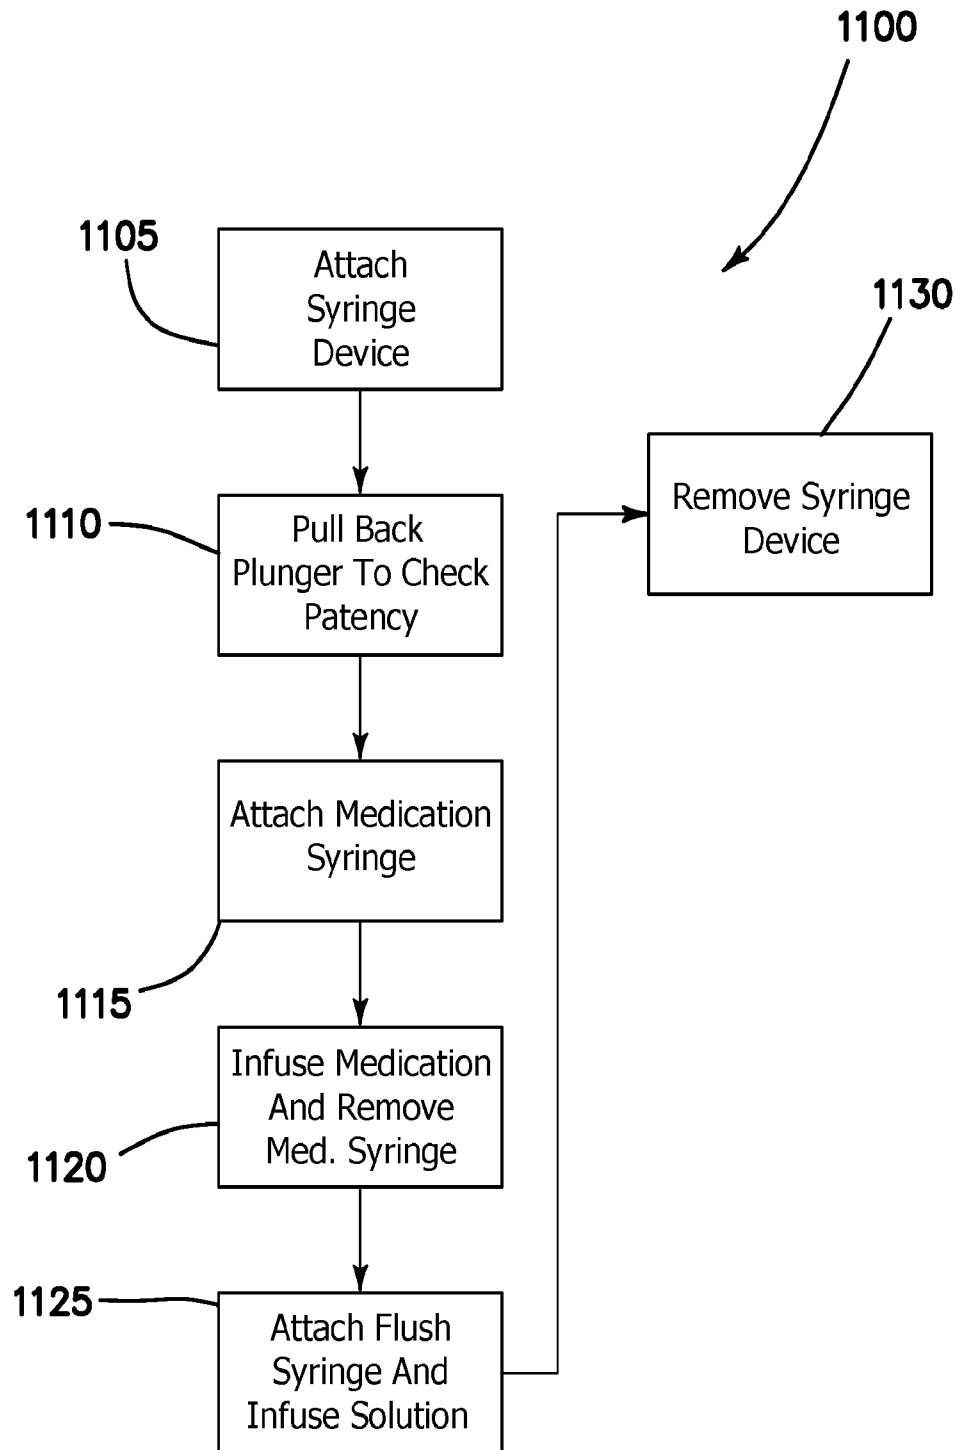 1100
1105
Attach
Syringe
Device
1130
Remove Syringe
Device
1110
Pull Back
Plunger To Check
Patency
Attach Medication
Syringe
1115
Infuse Medication
And Remove
Med. Syringe
1120
1125
Attach Flush
Syringe And
Infuse Solution